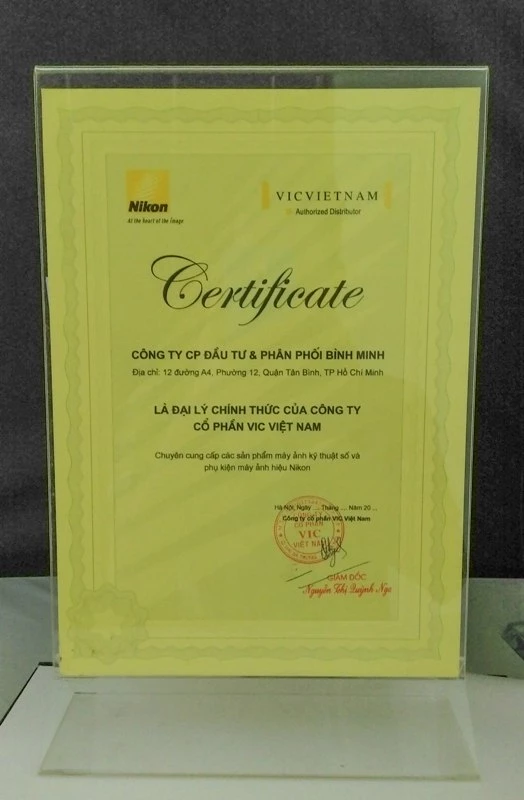 Nikon
At the heart of the image
VICVIETNAM
Authorized Distributor
Certificate
CÔNG TY CP ĐẦU TƯ & PHÂN PHỐI BÌNH MINH
Địa chỉ: 12 đường A4, Phường 12, Quận Tân Bình, TP Hồ Chí Minh
LÀ ĐẠI LÝ CHÍNH THỨC CỦA CÔNG TY
CỔ PHẦN VIC VIỆT NAM
Chuyên cung cấp các sản phẩm máy ảnh kỹ thuật số và
phụ kiện máy ảnh hiệu Nikon
Hà Nội, Ngày ... Tháng .... Năm 20 ...
Công ty cổ phần VIC Việt Nam
CÔNG TY
CỔ PHẦN
VIC
VIỆT NAM
GIÁM ĐỐC
Nguyễn Thị Quỳnh Nga